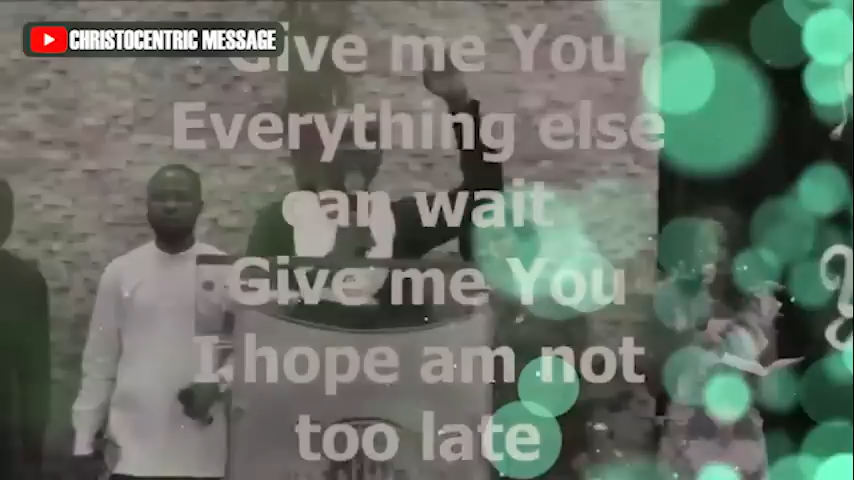 CHRISTOCENTRIC MESSAGE
Give me You
Everything else
can wait
Give me You
I hope am not
too late